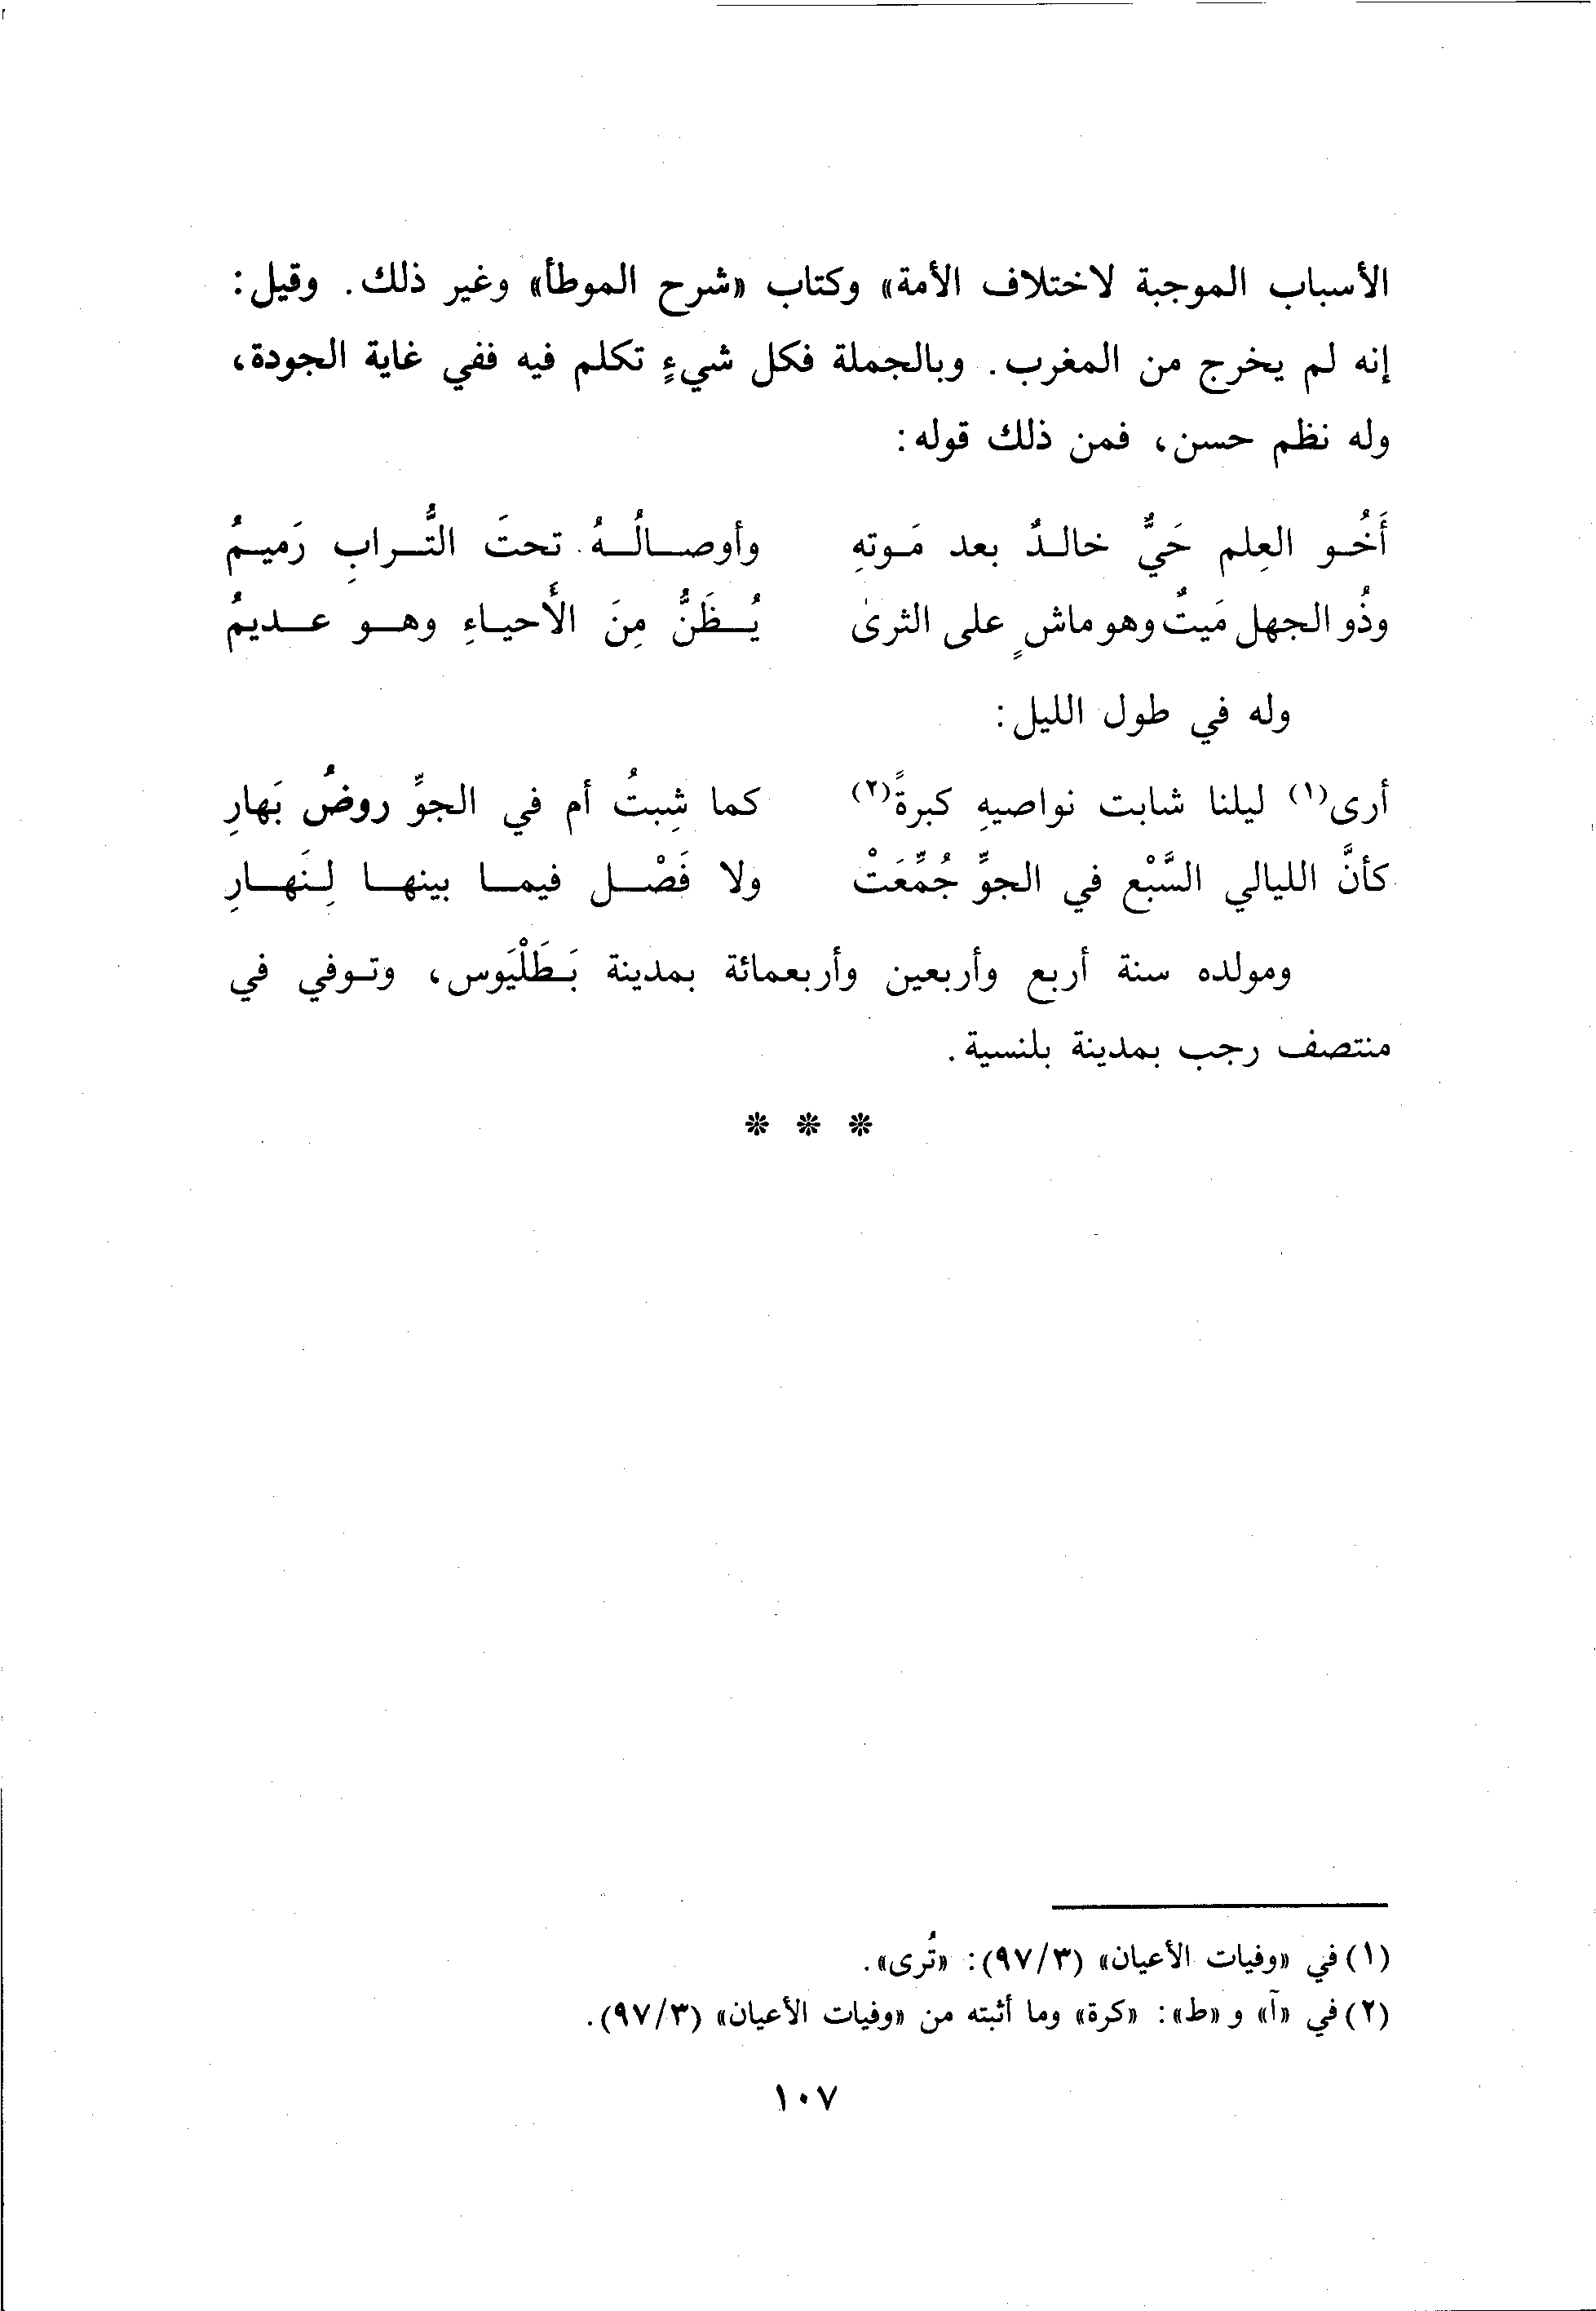 الأسباب الموجبة لاختلاف الأمة» وكتاب «شرح الموطأ» وغير ذلك. وقيل:
إنه لم يخرج من المغرب. وبالجملة فكل شيءٍ تكلم فيه ففي غاية الجودة،
وله نظم حسن، فمن ذلك قوله:
أَخُو العِلم حَيٌّ خالدٌ بعد مَوتهِ وأوصالُهُ تحتَ التُّرابِ رَميمُ
وذُو الجهل مَيتٌ وهو ماشٍ على الثرىٰ يُظَنُّ مِنَ الأَحياءِ وهو عديمُ
وله في طول الليل:
أرى(١) ليلنا شابت نواصيهِ كبرةً(٢) كما شِبتُ أم في الجوِّ روضُ بَهارِ
كأنَّ الليالي السَّبْع في الجوِّ جُمِّعَتْ ولا فَصْل فيما بينها لِنَهارِ
ومولده سنة أربع وأربعين وأربعمائة بمدينة بَطَلْيَوس، وتوفي في
منتصف رجب بمدينة بلنسية.
* * *
(١) في «وفيات الأعيان» (٩٧/٣): «تُرى».
(٢) في «آ» و «ط»: «كرة» وما أثبته من «وفيات الأعيان» (٩٧/٣).
١٠٧